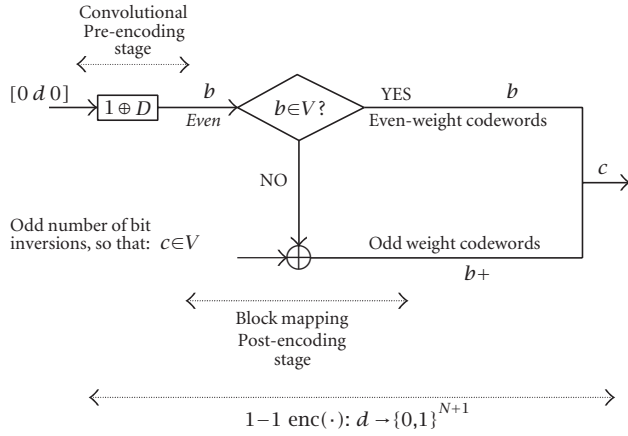 Convolutional
Pre-encoding
stage
[0 d 0]
1 ⊕ D
b
Even
b∈V?
YES
b
Even-weight codewords
c
NO
Odd number of bit
inversions, so that: c∈V
Odd weight codewords
b+
Block mapping
Post-encoding
stage
1−1 enc(·): d → {0,1}^{N+1}